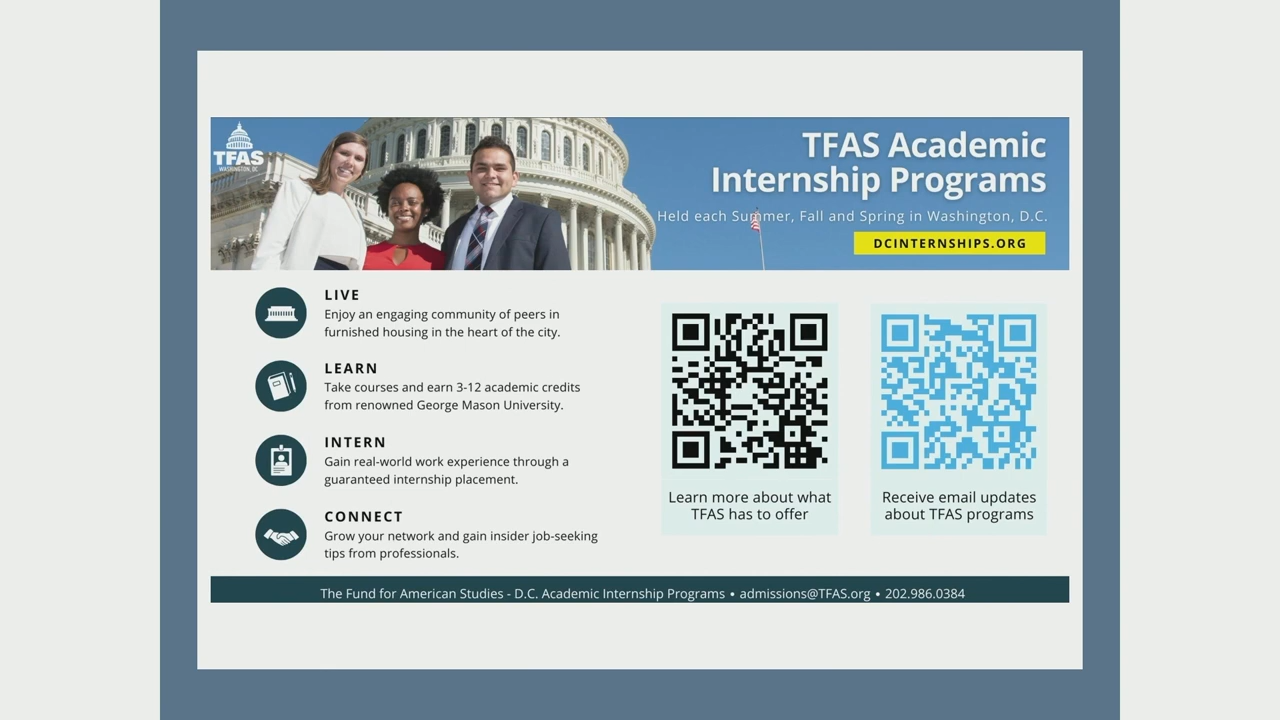 TFAS
WASHINGTON, DC
TFAS Academic
Internship Programs
Held each Summer, Fall and Spring in Washington, D.C.
DCINTERNSHIPS.ORG
LIVE
Enjoy an engaging community of peers in
furnished housing in the heart of the city.
LEARN
Take courses and earn 3-12 academic credits
from renowned George Mason University.
INTERN
Gain real-world work experience through a
guaranteed internship placement.
CONNECT
Grow your network and gain insider job-seeking
tips from professionals.
Learn more about what
TFAS has to offer
Receive email updates
about TFAS programs
The Fund for American Studies - D.C. Academic Internship Programs • admissions@TFAS.org • 202.986.0384